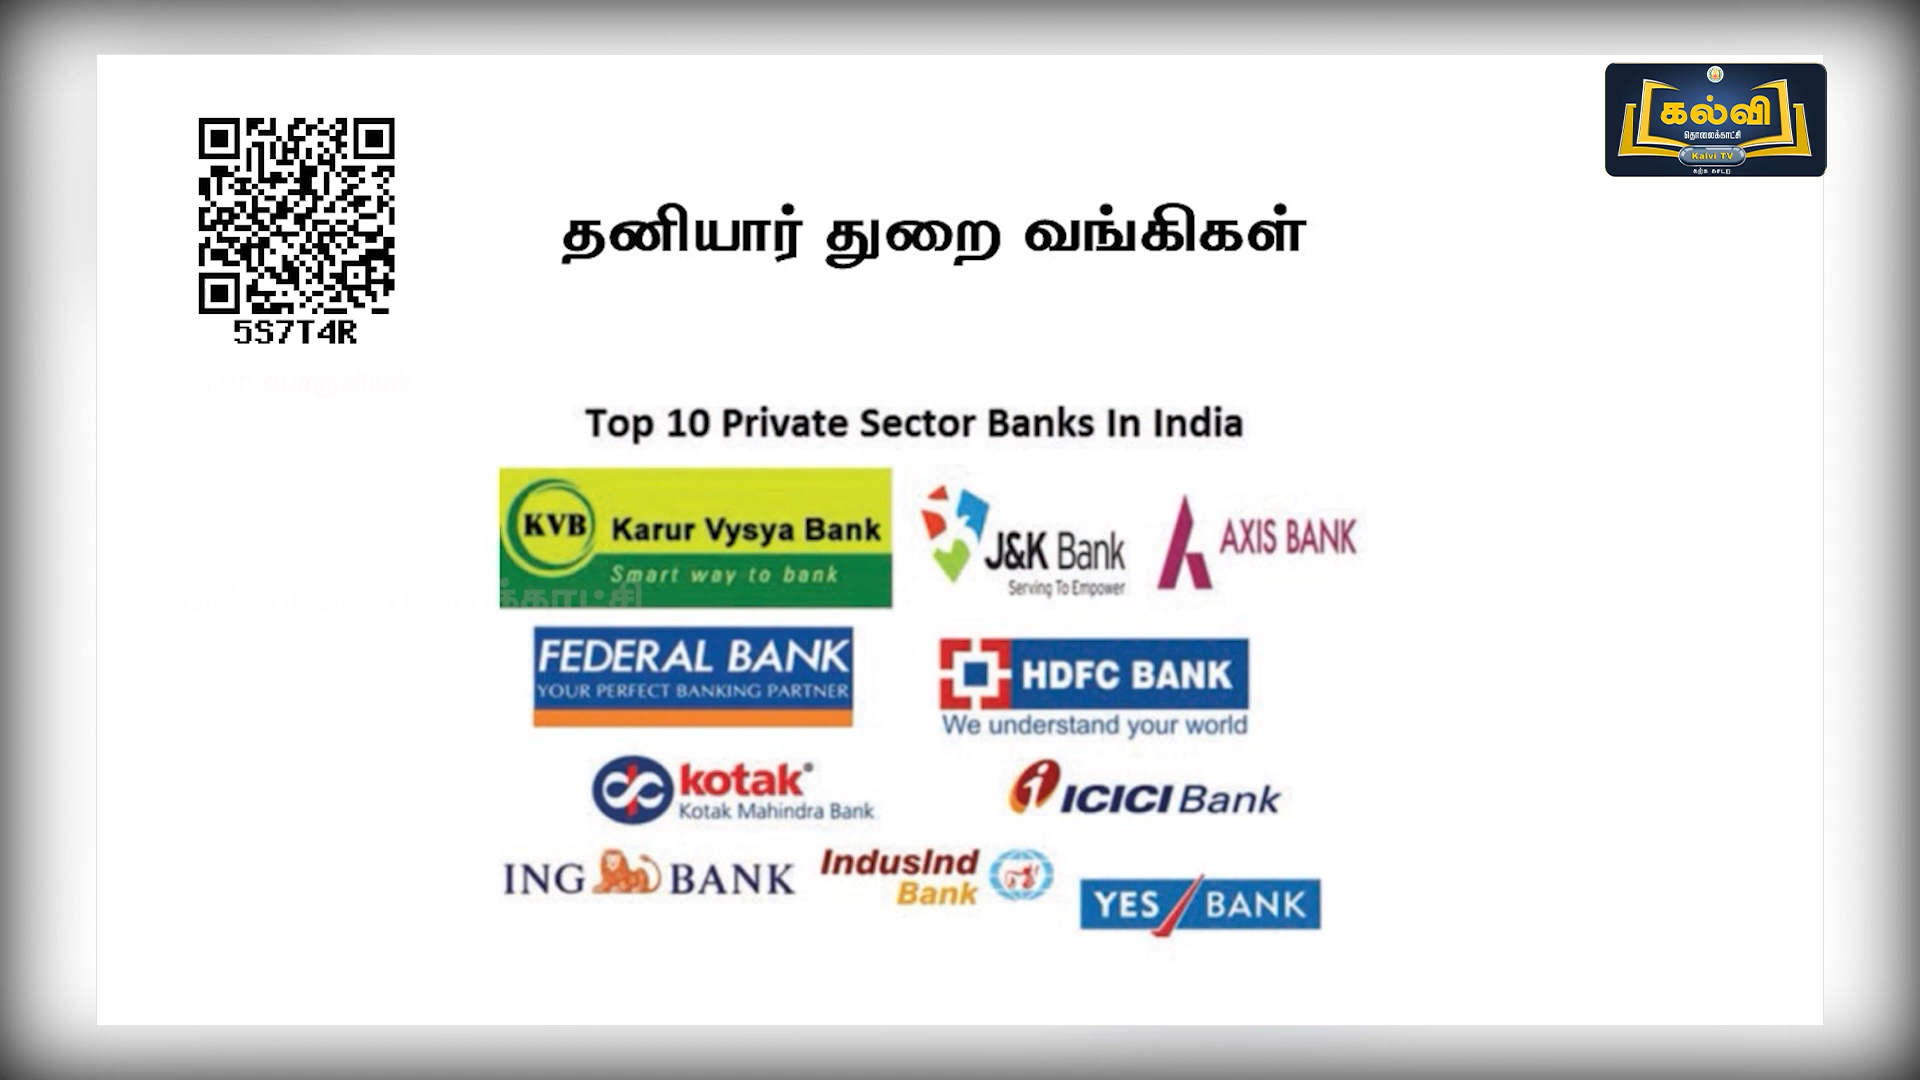 கல்வி
தொலைக்காட்சி
Kalvi TV
கற்க கசடற
5S7T4R
தனியார் துறை வங்கிகள்
Top 10 Private Sector Banks In India
KVB Karur Vysya Bank
Smart way to bank
J&K Bank
Serving To Empower
AXIS BANK
FEDERAL BANK
YOUR PERFECT BANKING PARTNER
HDFC BANK
We understand your world
kotak
Kotak Mahindra Bank
ICICI Bank
ING BANK
IndusInd
Bank
YES BANK